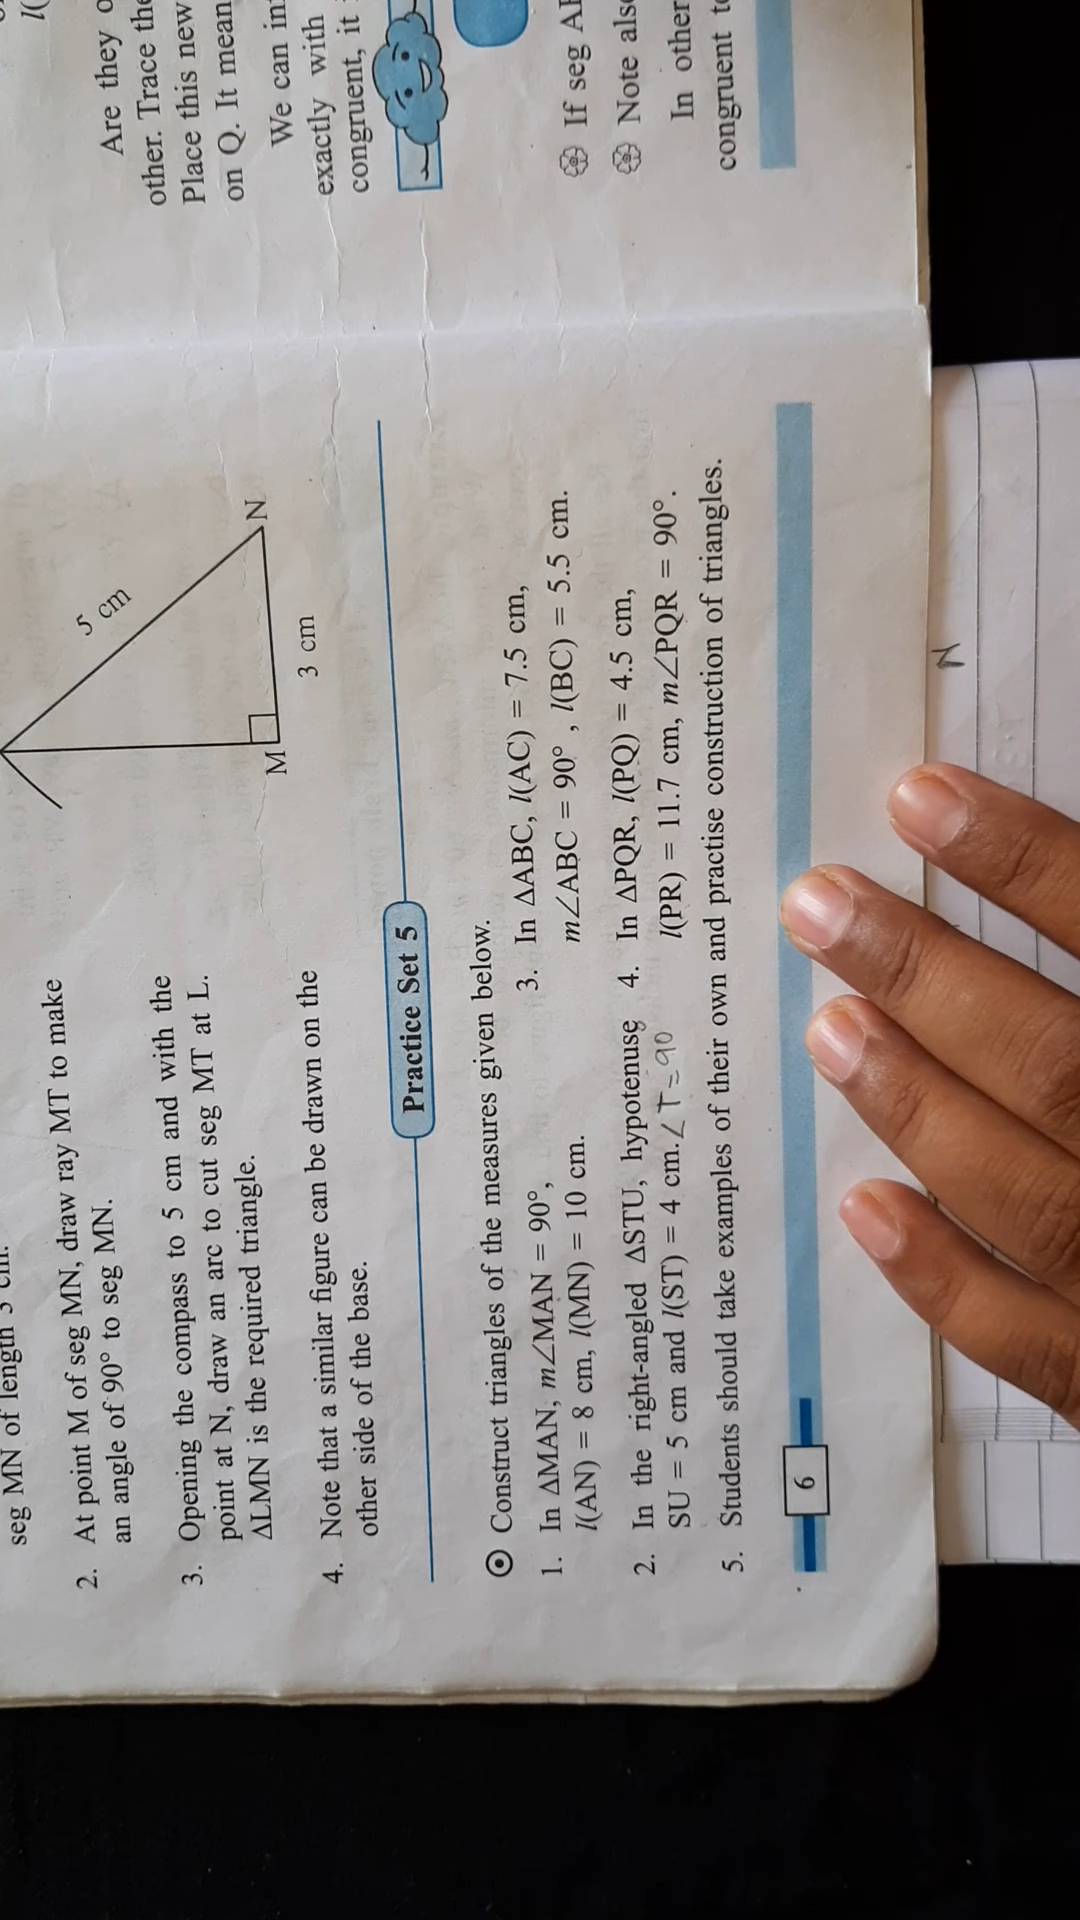 seg MN of length 3 cm.
2. At point M of seg MN, draw ray MT to make
an angle of 90° to seg MN.
3. Opening the compass to 5 cm and with the
point at N, draw an arc to cut seg MT at L.
ΔLMN is the required triangle.
4. Note that a similar figure can be drawn on the
other side of the base.
5 cm
M
N
3 cm
Practice Set 5
Construct triangles of the measures given below.
1. In ΔMAN, m∠MAN = 90°,
l(AN) = 8 cm, l(MN) = 10 cm.
2. In the right-angled ΔSTU, hypotenuse
SU = 5 cm and l(ST) = 4 cm. ∠T=90
3. In ΔABC, l(AC) = 7.5 cm,
m∠ABC = 90°, l(BC) = 5.5 cm.
4. In ΔPQR, l(PQ) = 4.5 cm,
l(PR) = 11.7 cm, m∠PQR = 90°.
5. Students should take examples of their own and practise construction of triangles.
6
l(
Are they
other. Trace the
Place this new
on Q. It mean
We can in
exactly with
congruent, it
If seg
Note also
In other
congruent
N